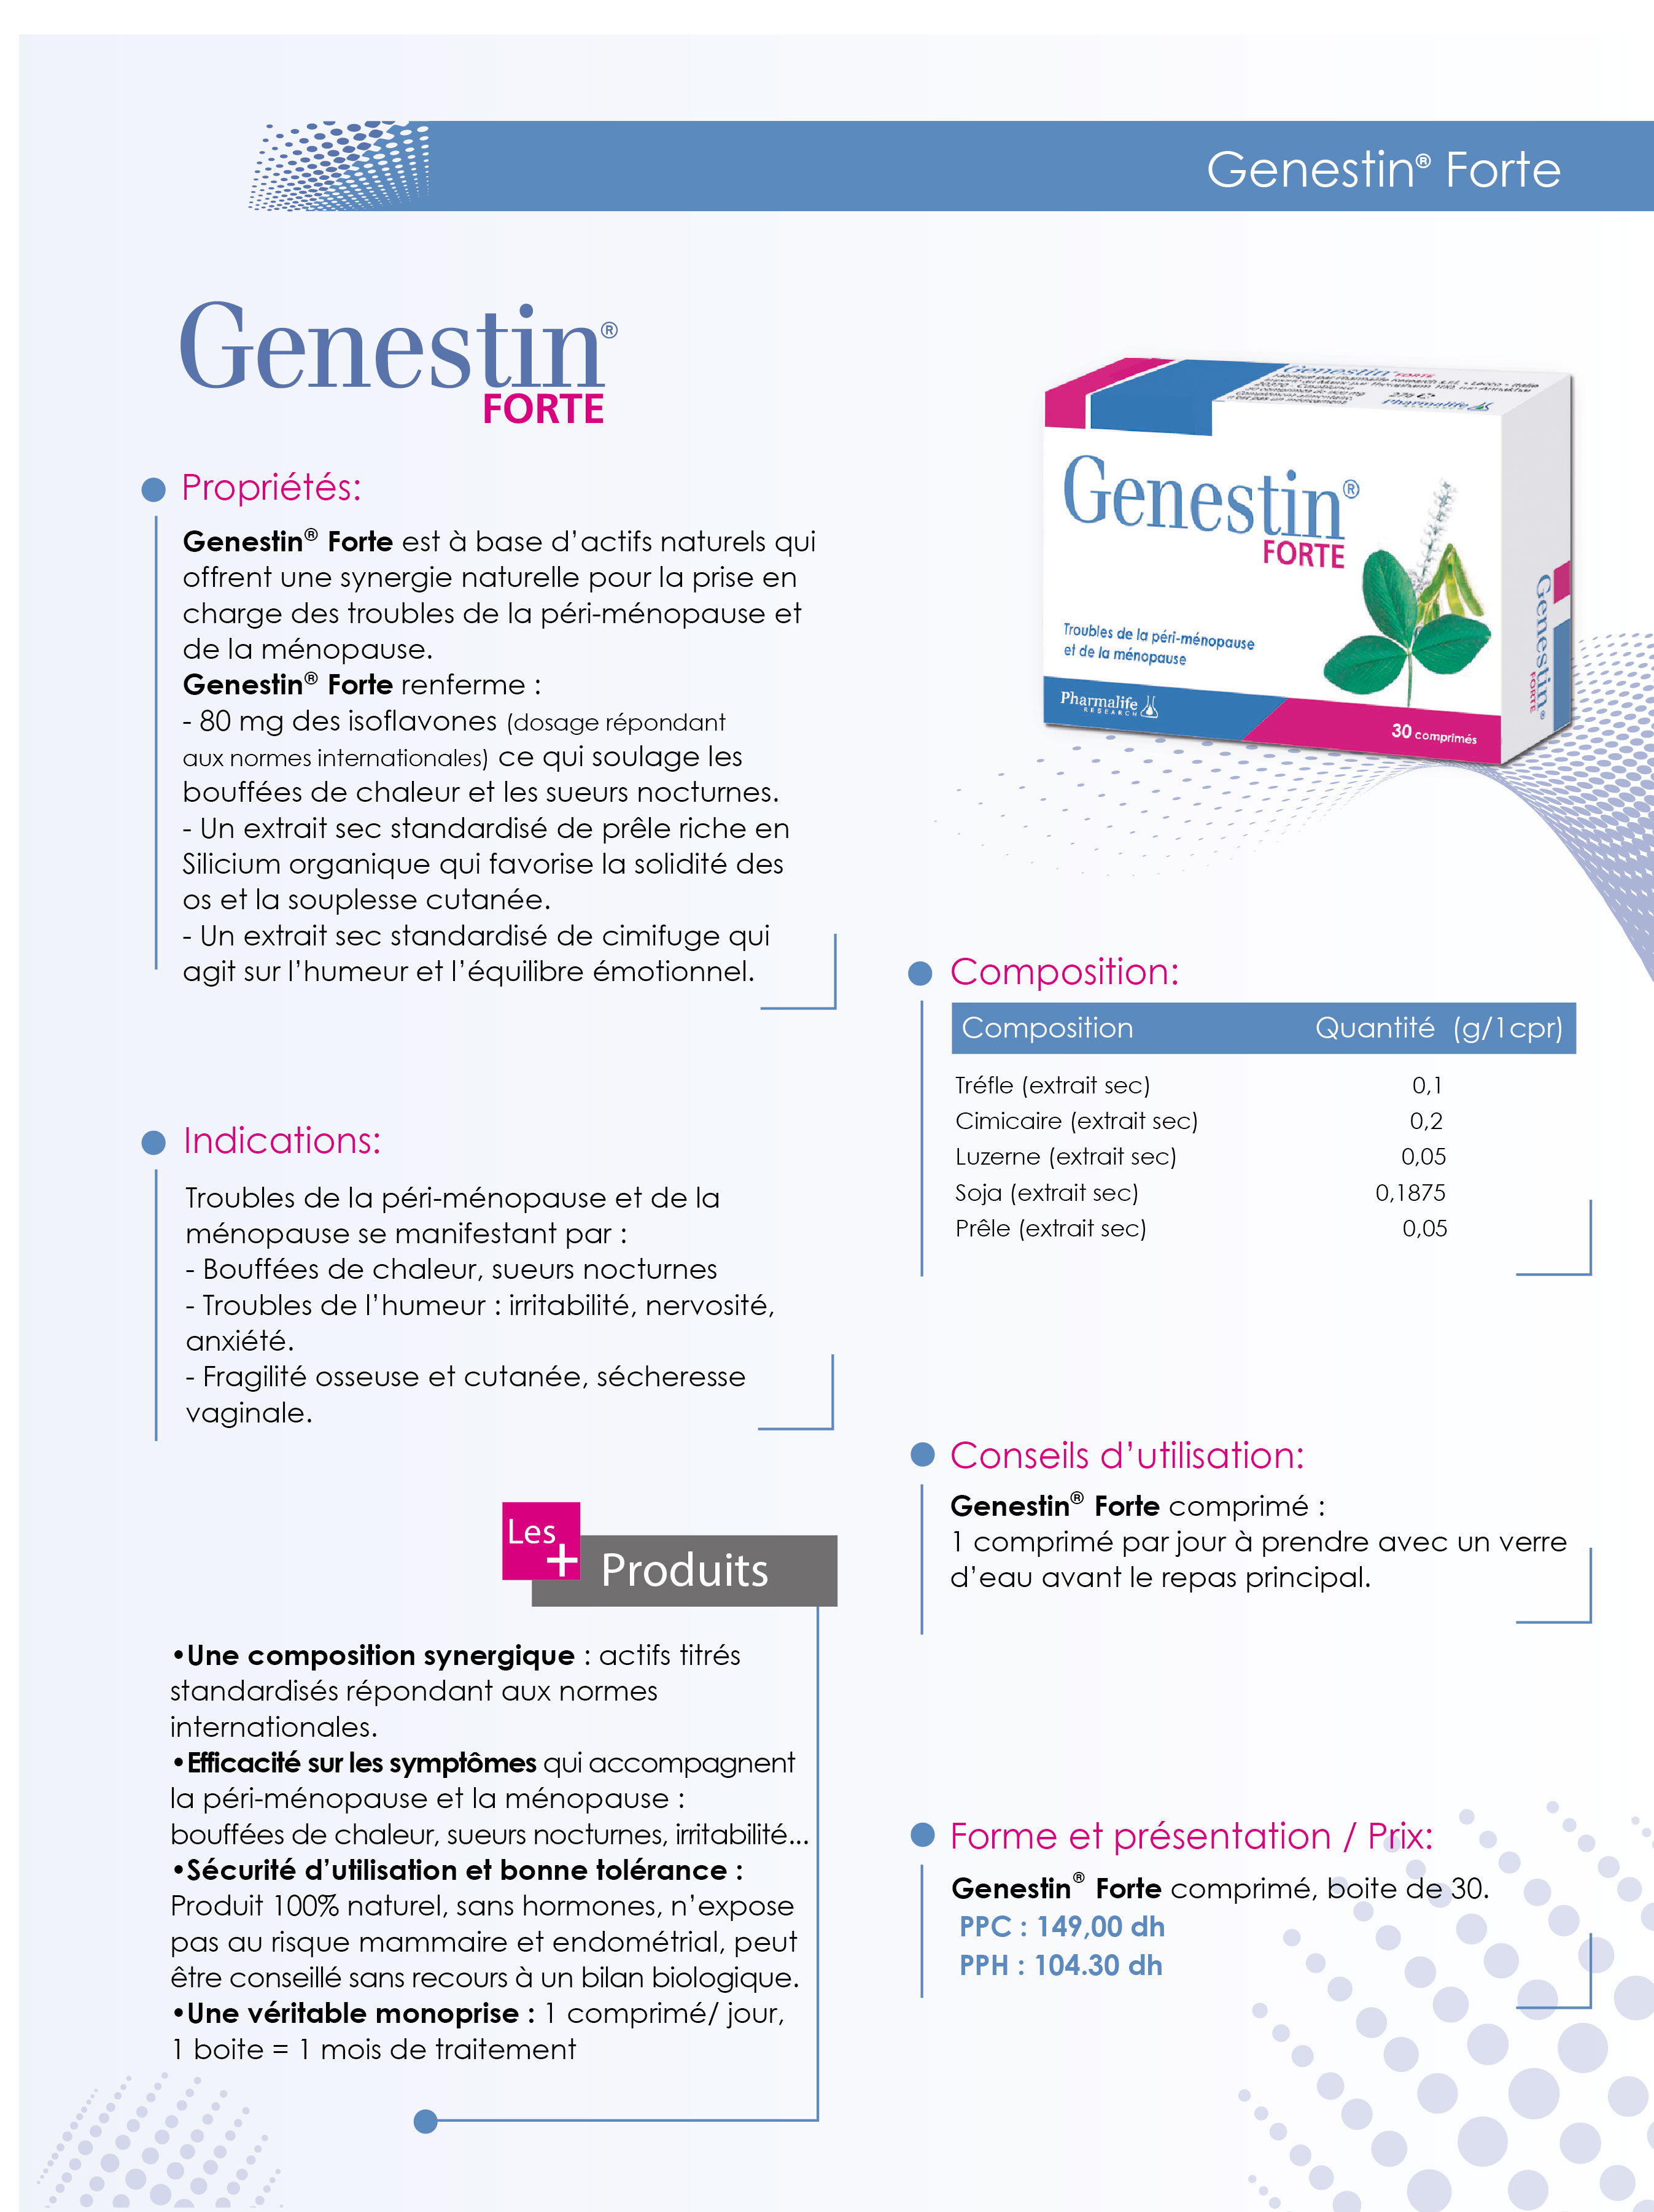 Genestin® Forte
Genestin®
FORTE
Propriétés:
Genestin® Forte est à base d’actifs naturels qui
offrent une synergie naturelle pour la prise en
charge des troubles de la péri-ménopause et
de la ménopause.
Genestin® Forte renferme :
- 80 mg des isoflavones (dosage répondant
aux normes internationales) ce qui soulage les
bouffées de chaleur et les sueurs nocturnes.
- Un extrait sec standardisé de prêle riche en
Silicium organique qui favorise la solidité des
os et la souplesse cutanée.
- Un extrait sec standardisé de cimifuge qui
agit sur l’humeur et l’équilibre émotionnel.
Indications:
Troubles de la péri-ménopause et de la
ménopause se manifestant par :
- Bouffées de chaleur, sueurs nocturnes
- Troubles de l’humeur : irritabilité, nervosité,
anxiété.
- Fragilité osseuse et cutanée, sécheresse
vaginale.
Les +
Produits
•Une composition synergique : actifs titrés
standardisés répondant aux normes
internationales.
•Efficacité sur les symptômes qui accompagnent
la péri-ménopause et la ménopause :
bouffées de chaleur, sueurs nocturnes, irritabilité...
•Sécurité d’utilisation et bonne tolérance :
Produit 100% naturel, sans hormones, n’expose
pas au risque mammaire et endométrial, peut
être conseillé sans recours à un bilan biologique.
•Une véritable monoprise : 1 comprimé/ jour,
1 boite = 1 mois de traitement
Genestin® FORTE
Pharmalife
Genestin®
FORTE
Troubles de la péri-ménopause
et de la ménopause
Pharmalife
RESEARCH
30 comprimés
Genestin®
FORTE
Composition:
Composition Quantité (g/1cpr)
Tréfle (extrait sec) 0,1
Cimicaire (extrait sec) 0,2
Luzerne (extrait sec) 0,05
Soja (extrait sec) 0,1875
Prêle (extrait sec) 0,05
Conseils d’utilisation:
Genestin® Forte comprimé :
1 comprimé par jour à prendre avec un verre
d’eau avant le repas principal.
Forme et présentation / Prix:
Genestin® Forte comprimé, boite de 30.
PPC : 149,00 dh
PPH : 104.30 dh